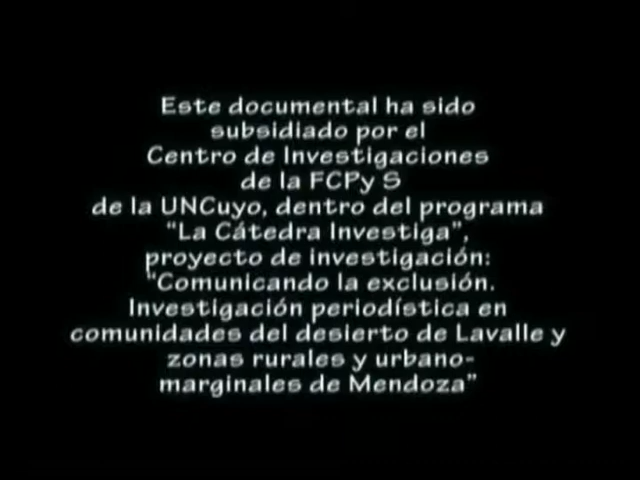 Este documental ha sido
subsidiado por el
Centro de Investigaciones
de la FCPy S
de la UNCuyo, dentro del programa
"La Cátedra Investiga",
proyecto de investigación:
"Comunicando la exclusión.
Investigación periodística en
comunidades del desierto de Lavalle y
zonas rurales y urbano-
marginales de Mendoza"